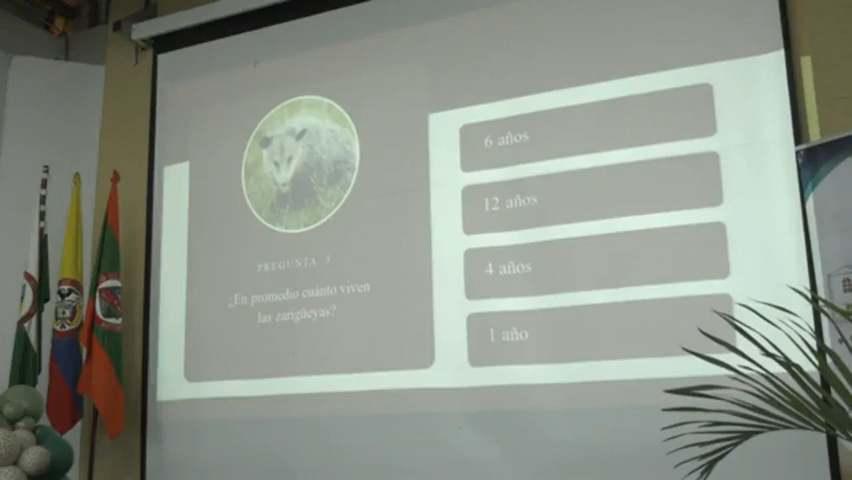 PREGUNTA 3
¿En promedio cuánto viven
las zarigüeyas?
6 años
12 años
4 años
1 año